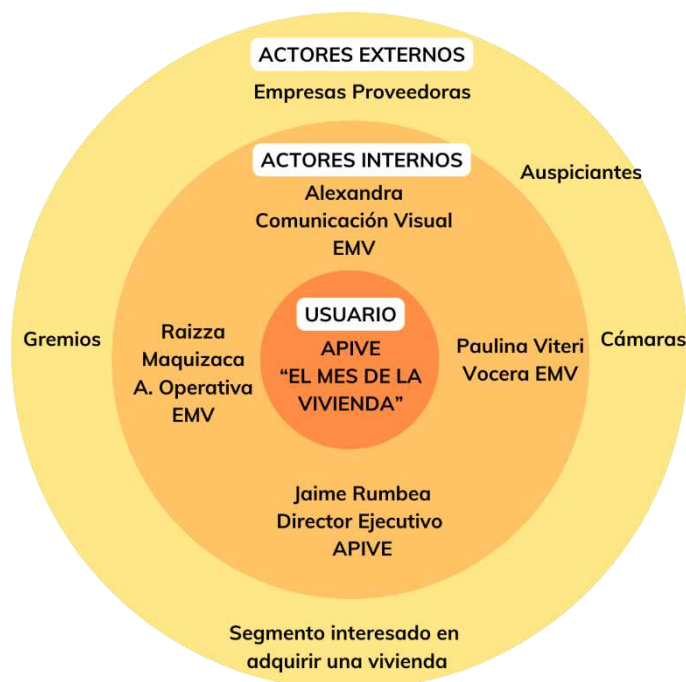 ACTORES EXTERNOS
Empresas Proveedoras
Auspiciantes
Gremios
Cámaras
Segmento interesado en
adquirir una vivienda
ACTORES INTERNOS
Alexandra
Comunicación Visual
EMV
Raizza
Maquizaca
A. Operativa
EMV
Paulina Viteri
Vocera EMV
Jaime Rumbea
Director Ejecutivo
APIVE
USUARIO
APIVE
“EL MES DE LA
VIVIENDA”